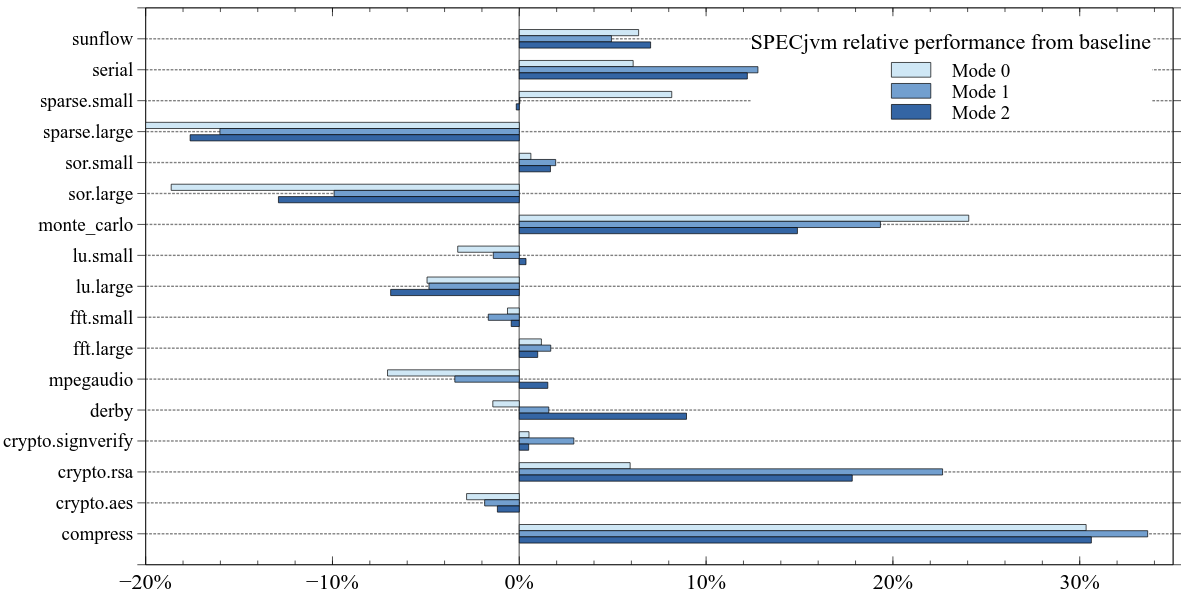 SPECjvm relative performance from baseline
Mode 0
Mode 1
Mode 2
sunflow
serial
sparse.small
sparse.large
sor.small
sor.large
monte_carlo
lu.small
lu.large
fft.small
fft.large
mpegaudio
derby
crypto.signverify
crypto.rsa
crypto.aes
compress
−20% −10% 0% 10% 20% 30%